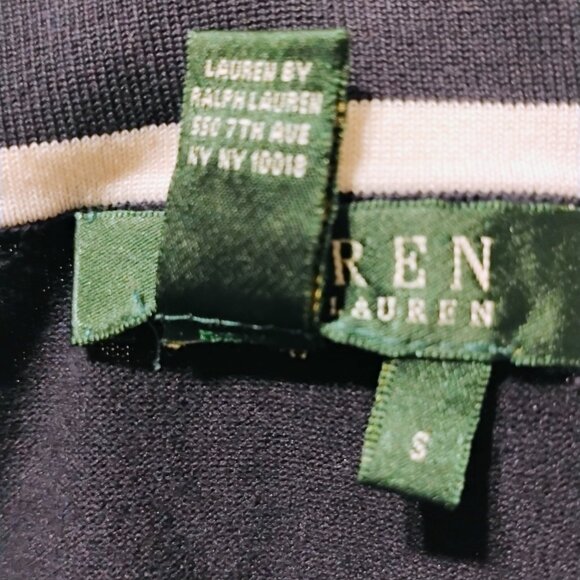 LAUREN BY
RALPH LAUREN
550 7TH AVE
NY NY 10018
REN
LAUREN
S